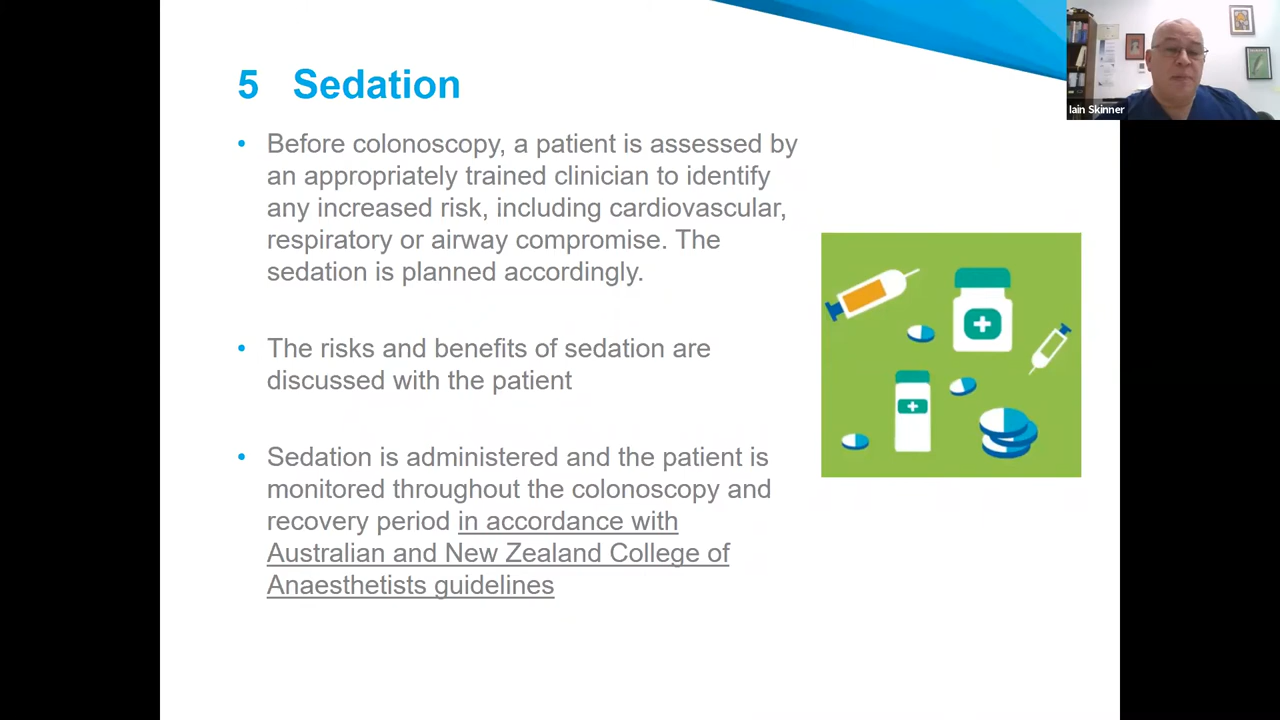 5 Sedation
• Before colonoscopy, a patient is assessed by
an appropriately trained clinician to identify
any increased risk, including cardiovascular,
respiratory or airway compromise. The
sedation is planned accordingly.
• The risks and benefits of sedation are
discussed with the patient
• Sedation is administered and the patient is
monitored throughout the colonoscopy and
recovery period in accordance with
Australian and New Zealand College of
Anaesthetists guidelines
Iain Skinner